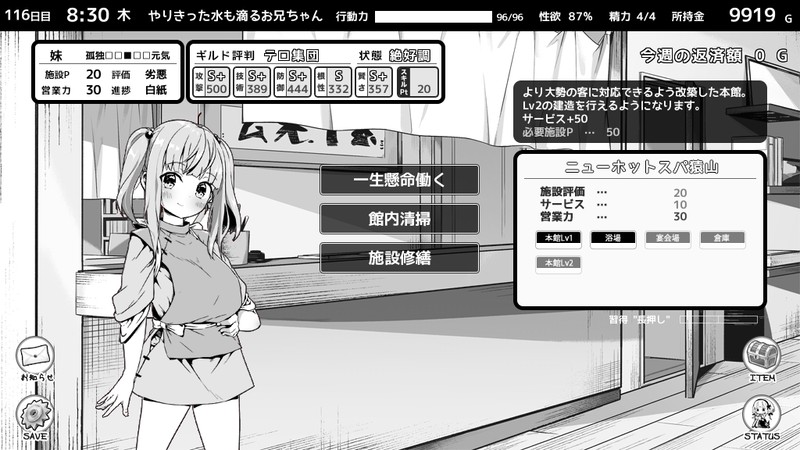 116日目 8:30 木 やりきった水も滴るお兄ちゃん 行動力 96/96 性欲 87% 精力 4/4 所持金 9919 G
妹 孤独□□■□□元気
施設P 20 評価 劣悪
営業力 30 進捗 白紙
ギルド評判 テロ集団 状態 絶好調
攻撃 S+ 500 技術 S+ 389 防御 S+ 444 根性 S 332 賢さ S+ 357 スキルPt 20
今週の返済額 0 G
より大勢の客に対応できるよう改築した本館。
Lv2の建造を行えるようになります。
サービス+50
必要施設P … 50
一生懸命働く
館内清掃
施設修繕
ニューホットスパ猿山
施設評価 … 20
サービス … 10
営業力 … 30
本館Lv1 浴場 宴会場 倉庫
本館Lv2
習得 "長押し"
お知らせ
SAVE
ITEM
STATUS